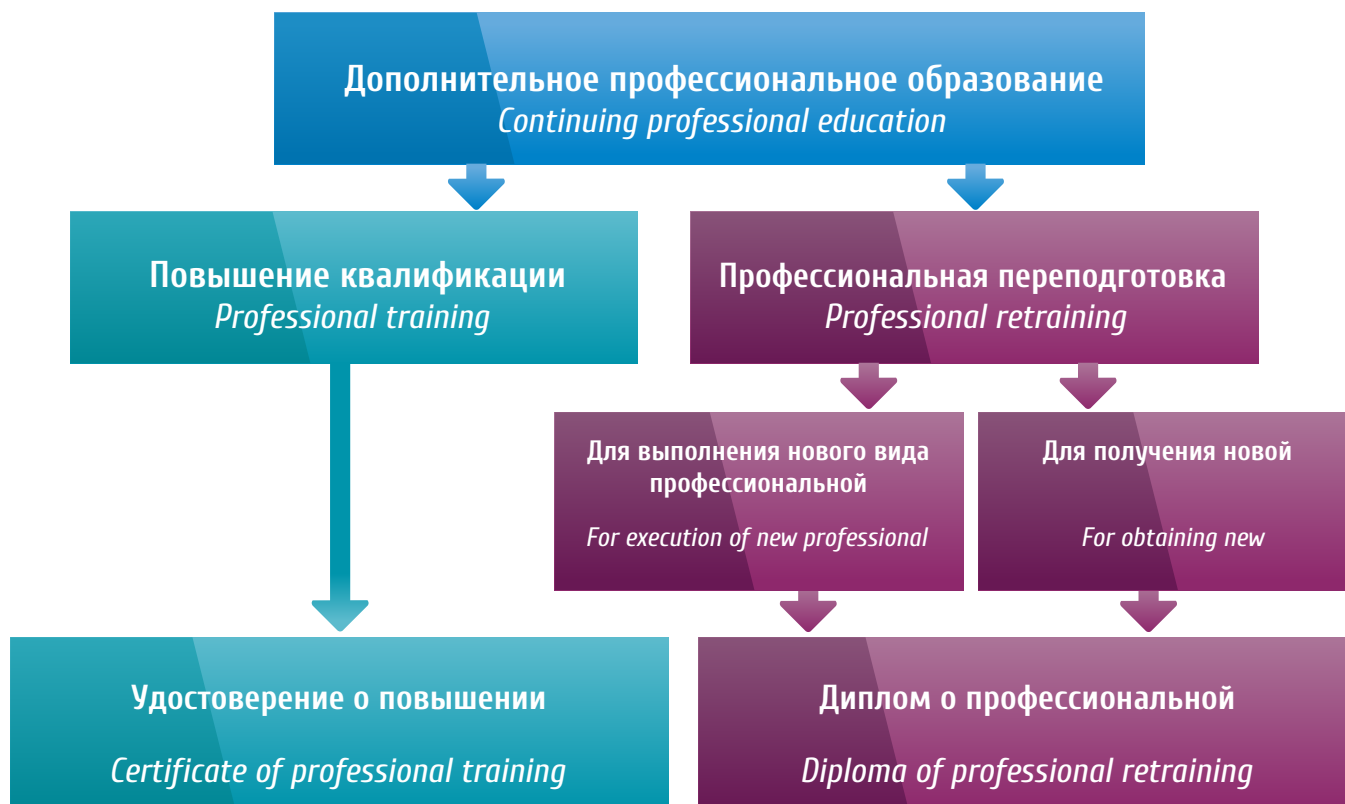 Дополнительное профессиональное образование
Continuing professional education
Повышение квалификации
Professional training
Профессиональная переподготовка
Professional retraining
Для выполнения нового вида
профессиональной
For execution of new professional
Для получения новой
For obtaining new
Удостоверение о повышении
Certificate of professional training
Диплом о профессиональной
Diploma of professional retraining